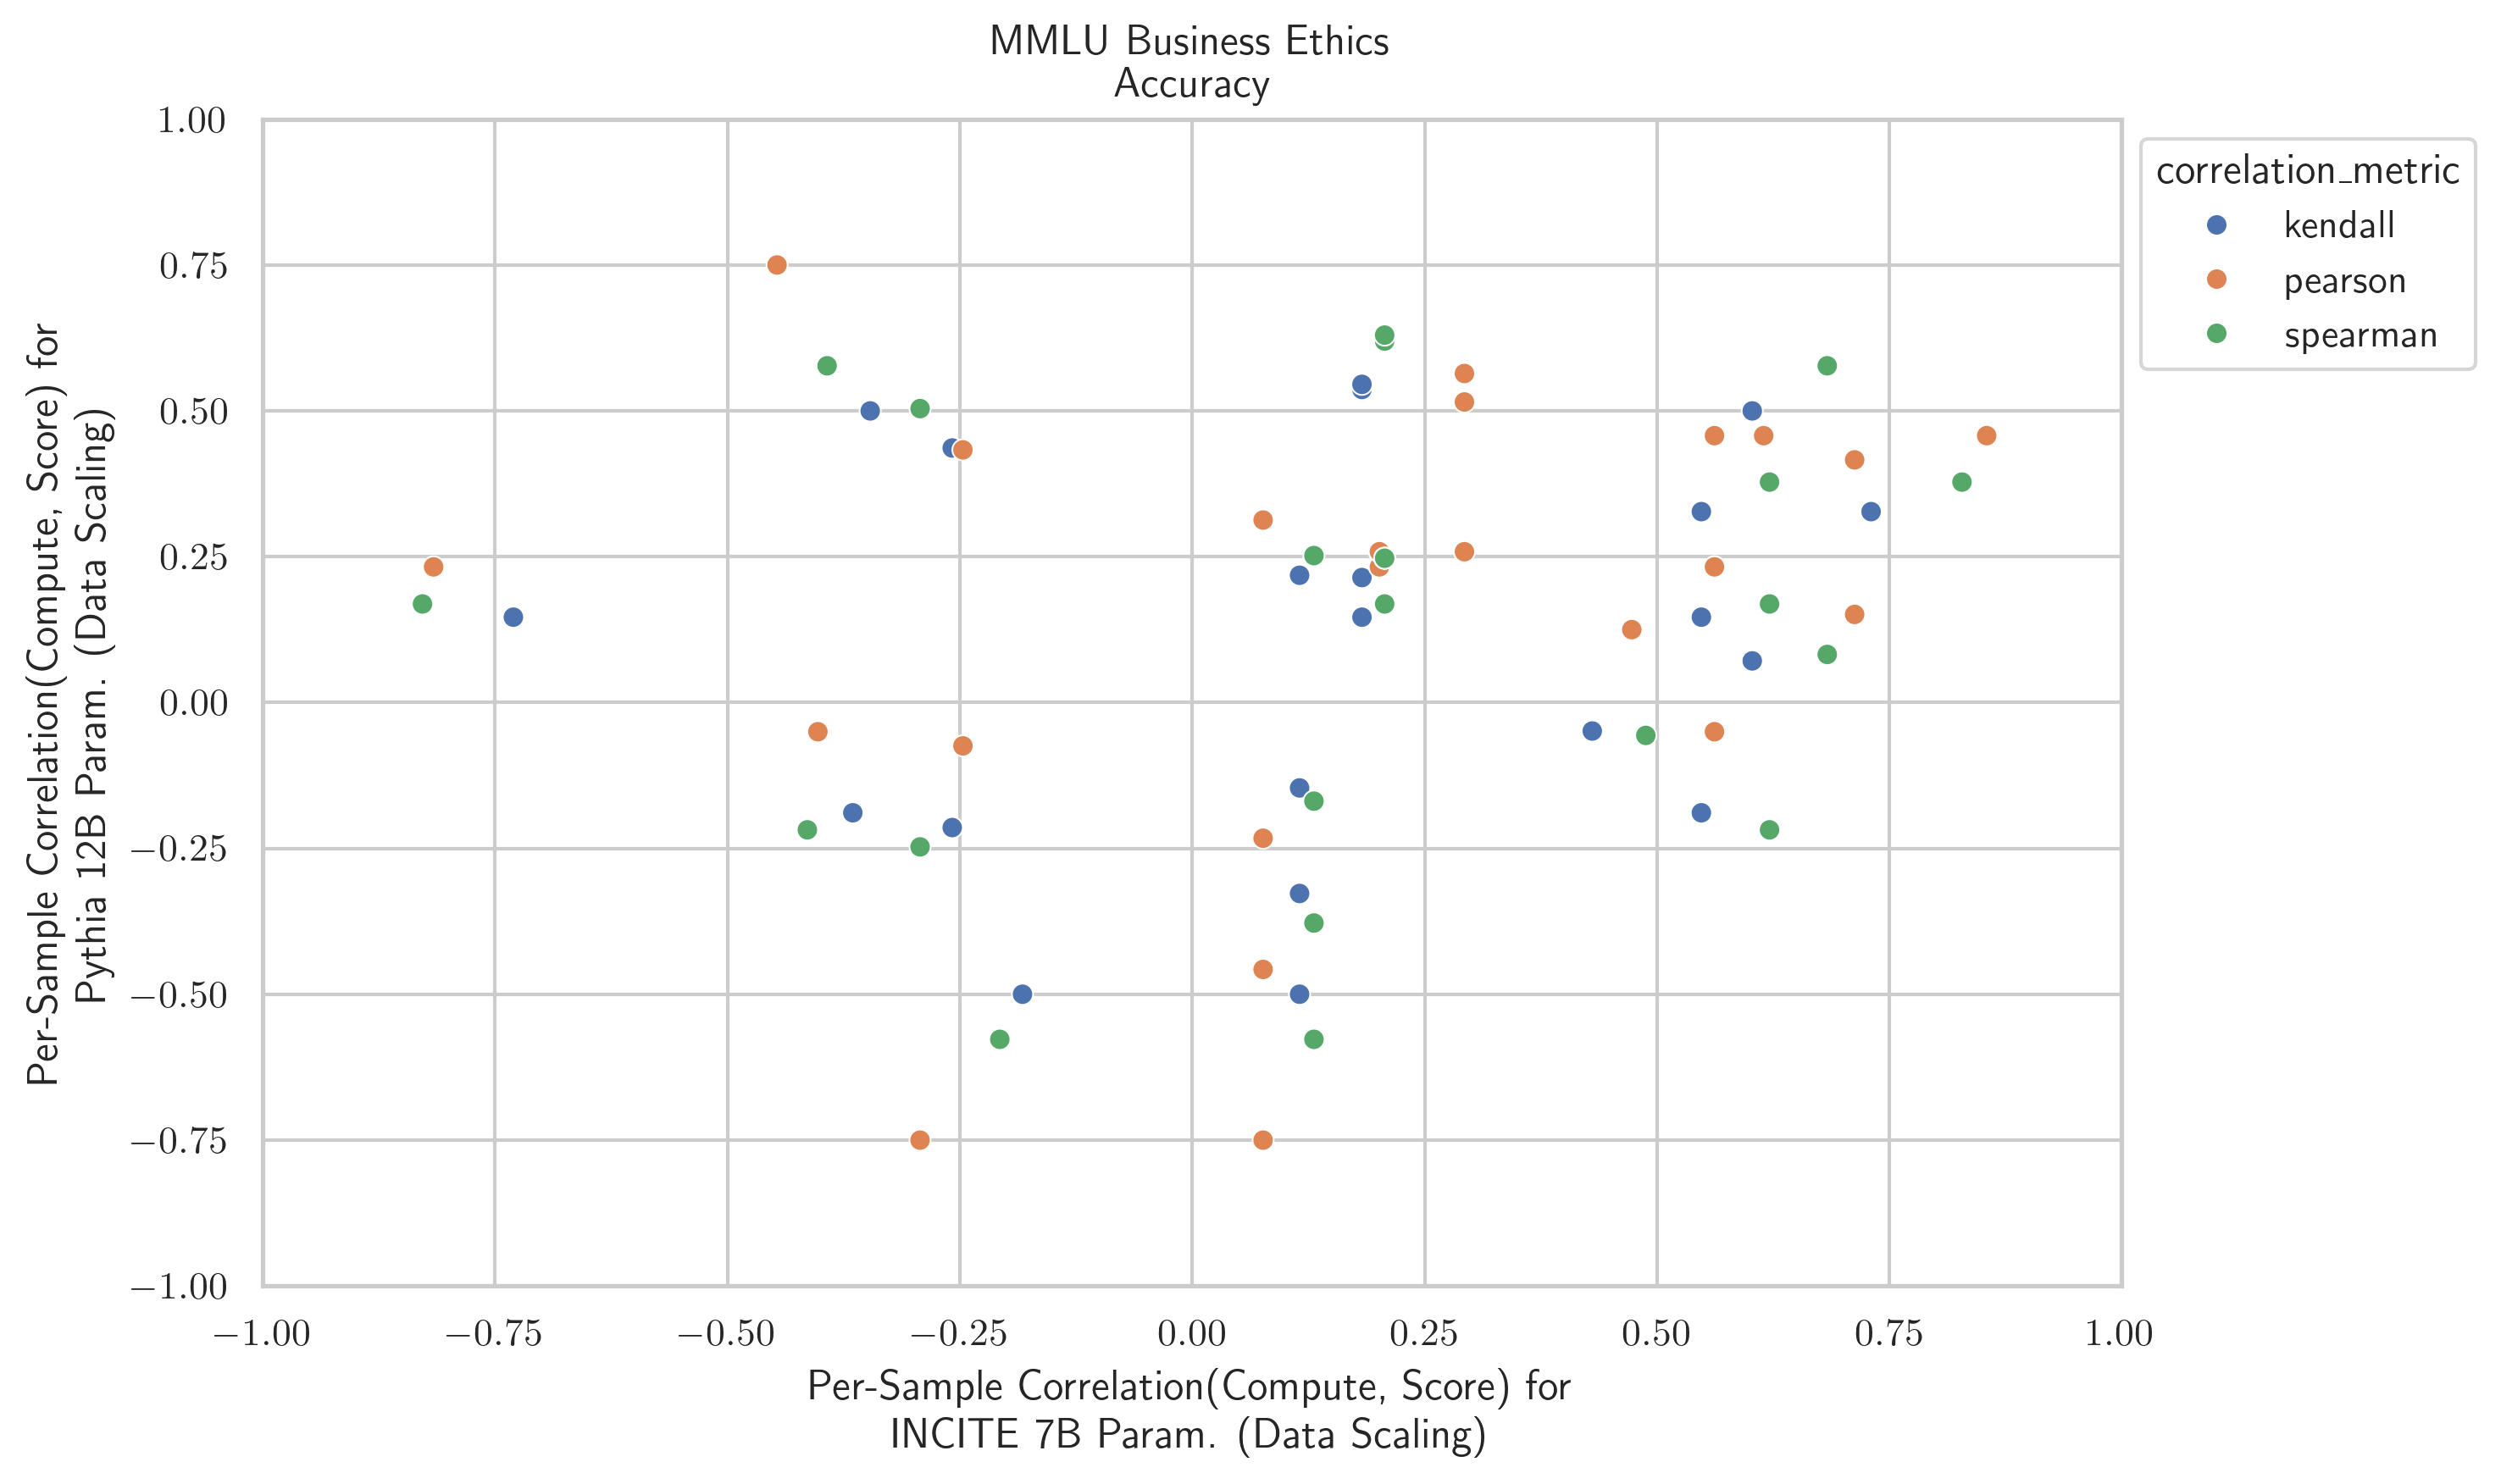 MMLU Business Ethics
Accuracy
1.00
0.75
0.50
0.25
0.00
−0.25
−0.50
−0.75
−1.00
−1.00
−0.75
−0.50
−0.25
0.00
0.25
0.50
0.75
1.00
Per-Sample Correlation(Compute, Score) for
Pythia 12B Param. (Data Scaling)
Per-Sample Correlation(Compute, Score) for
INCITE 7B Param. (Data Scaling)
correlation_metric
kendall
pearson
spearman